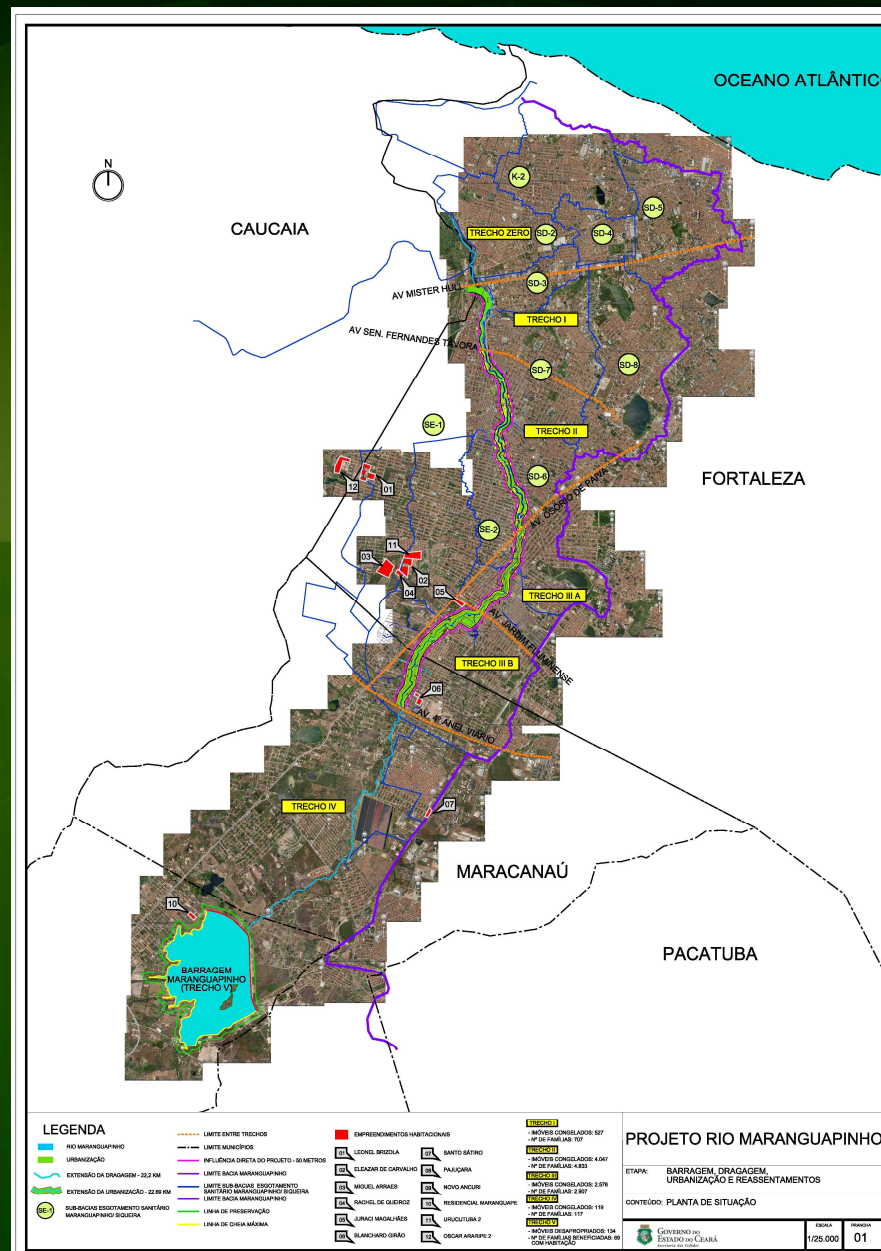 OCEANO ATLÂNTIC
N
CAUCAIA
K-2
SD-5
TRECHO ZERO
SD-2
SD-4
SD-3
AV MISTER HULL
TRECHO I
AV SEN. FERNANDES TÁVORA
SD-7
SD-8
SE-1
TRECHO II
12
01
SD-6
FORTALEZA
AV. OSÓRIO DE PAIVA
SE-2
11
03
02
04
05
TRECHO III A
AV. JARDIM FLUMINENSE
TRECHO III B
06
AV. 4º ANEL VIÁRIO
TRECHO IV
07
MARACANAÚ
10
PACATUBA
BARRAGEM
MARANGUAPINHO
(TRECHO V)
LEGENDA
RIO MARANGUAPINHO
URBANIZAÇÃO
EXTENSÃO DA DRAGAGEM - 22,2 KM
EXTENSÃO DA URBANIZACÃO - 22.89 KM
SE-1
SUB-BACIAS ESGOTAMENTO SANITÁRIO
MARANGUAPINHO/ SIQUEIRA
LIMITE ENTRE TRECHOS
LIMITE MUNICÍPIOS
INFLUÊNCIA DIRETA DO PROJETO - 50 METROS
LIMITE BACIA MARANGUAPINHO
LIMITE SUB-BACIAS ESGOTAMENTO
SANITÁRIO MARANGUAPINHO/ SIQUEIRA
LIMITE BACIA MARANGUAPINHO
LINHA DE PRESERVAÇÃO
LINHA DE CHEIA MÁXIMA
EMPREENDIMENTOS HABITACIONAIS
01 LEONEL BRIZOLA
02 ELEAZAR DE CARVALHO
03 MIGUEL ARRAES
04 RACHEL DE QUEIROZ
05 JURACI MAGALHÃES
06 BLANCHARD GIRÃO
07 SANTO SÁTIRO
08 PAJUÇARA
09 NOVO ANCURI
10 RESIDENCIAL MARANGUAPE
11 URUCUTUBA 2
12 OSCAR ARARIPE 2
TRECHO I
- IMÓVEIS CONGELADOS: 527
- Nº DE FAMÍLIAS: 707
TRECHO II
- IMÓVEIS CONGELADOS: 4.047
- Nº DE FAMÍLIAS: 4.833
TRECHO III
- IMÓVEIS CONGELADOS: 2.576
- Nº DE FAMÍLIAS: 2.907
TRECHO IV
- IMÓVEIS CONGELADOS: 119
- Nº DE FAMÍLIAS: 117
TRECHO V
- IMÓVEIS DESAPROPRIADOS: 134
- Nº DE FAMÍLIAS BENEFICIADAS: 89
COM HABITAÇÃO
PROJETO RIO MARANGUAPINHO
ETAPA: BARRAGEM, DRAGAGEM,
URBANIZAÇÃO E REASSENTAMENTOS
CONTEÚDO: PLANTA DE SITUAÇÃO
GOVERNO DO
ESTADO DO CEARÁ
Secretaria das Cidades
ESCALA
1/25.000
PRANCHA
01